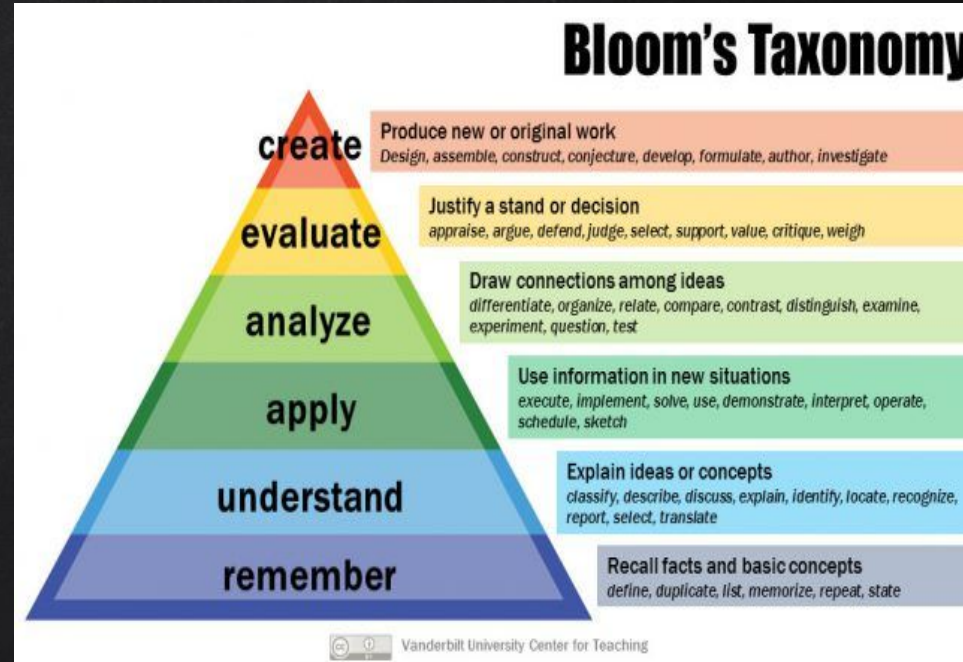 Bloom's Taxonomy
create
Produce new or original work
Design, assemble, construct, conjecture, develop, formulate, author, investigate
evaluate
Justify a stand or decision
appraise, argue, defend, judge, select, support, value, critique, weigh
analyze
Draw connections among ideas
differentiate, organize, relate, compare, contrast, distinguish, examine,
experiment, question, test
apply
Use information in new situations
execute, implement, solve, use, demonstrate, interpret, operate,
schedule, sketch
understand
Explain ideas or concepts
classify, describe, discuss, explain, identify, locate, recognize,
report, select, translate
remember
Recall facts and basic concepts
define, duplicate, list, memorize, repeat, state
cc
Vanderbilt University Center for Teaching